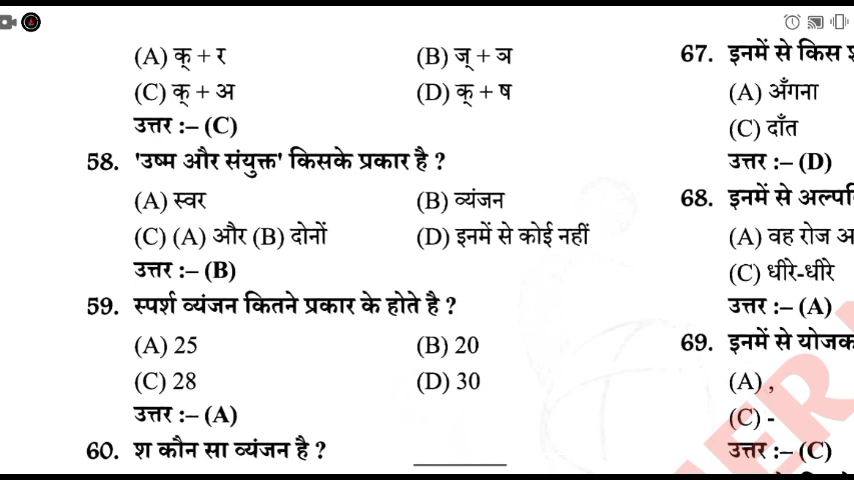 (A) क् + र
(B) ज् + ञ
(C) क् + अ
(D) क् + ष
उत्तर :– (C)
58. 'उष्म और संयुक्त' किसके प्रकार है ?
(A) स्वर
(B) व्यंजन
(C) (A) और (B) दोनों
(D) इनमें से कोई नहीं
उत्तर :– (B)
59. स्पर्श व्यंजन कितने प्रकार के होते है ?
(A) 25
(B) 20
(C) 28
(D) 30
उत्तर :– (A)
60. श कौन सा व्यंजन है ?
67. इनमें से किस
(A) अँगना
(C) दाँत
उत्तर :– (D)
68. इनमें से
(A) वह रोज
(C) धीरे-धीरे
उत्तर :– (A)
69. इनमें से
(A) ,
(C) -
उत्तर :– (C)